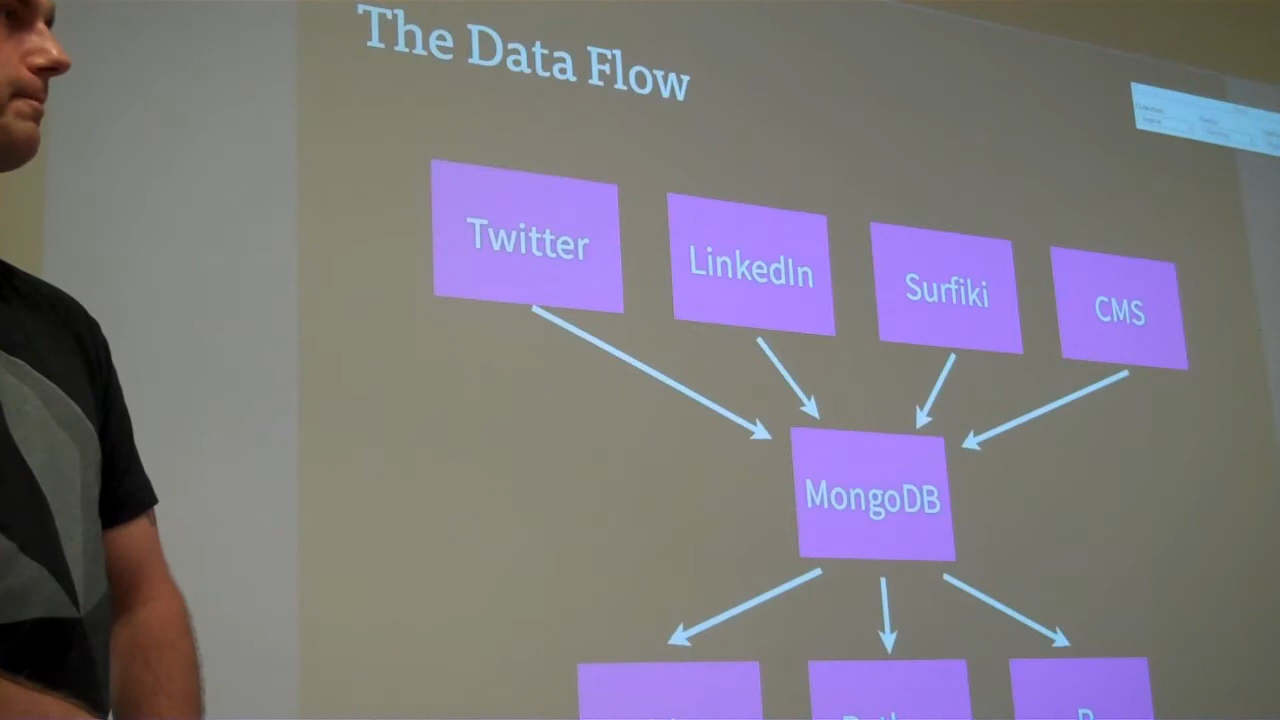 The Data Flow
Twitter
LinkedIn
Surfiki
CMS
MongoDB
R